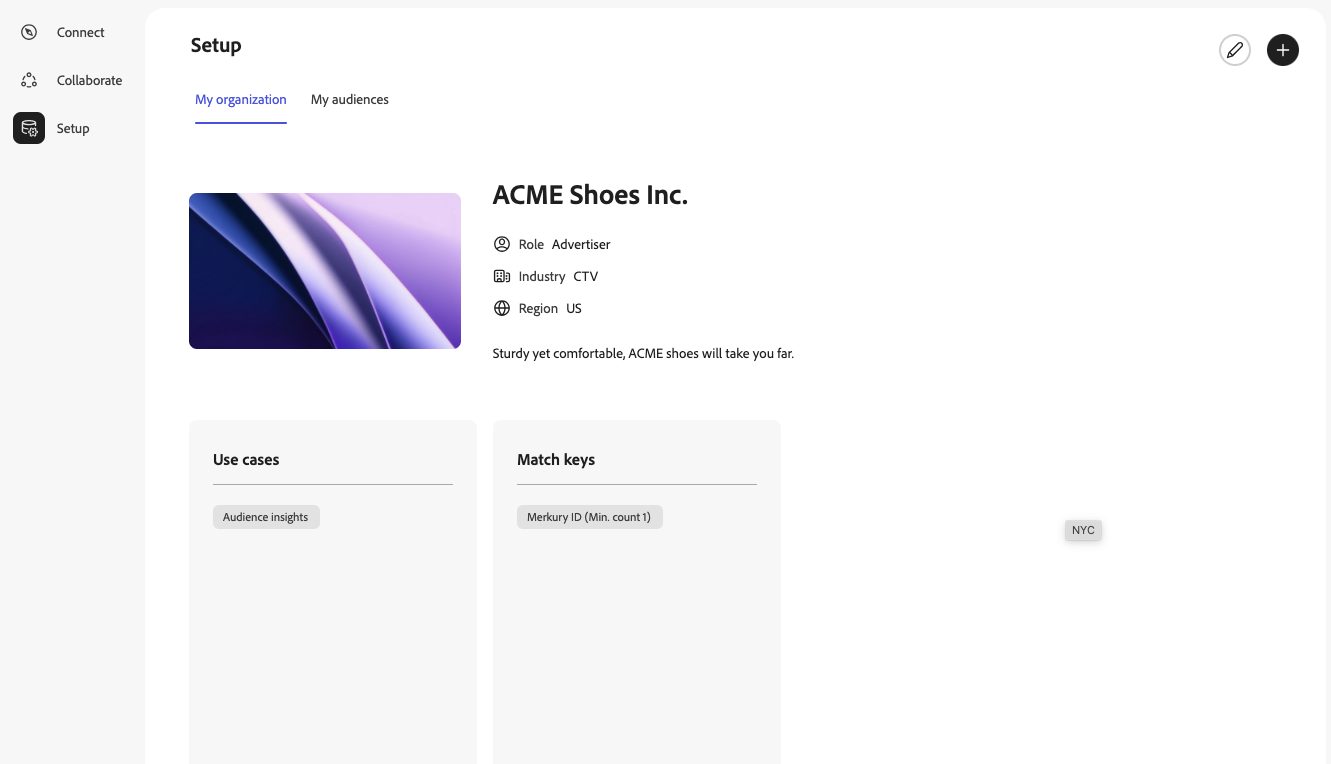 Connect
Collaborate
Setup
Setup
My organization My audiences
ACME Shoes Inc.
Role Advertiser
Industry CTV
Region US
Sturdy yet comfortable, ACME shoes will take you far.
Use cases
Audience insights
Match keys
Merkury ID (Min. count 1)
NYC